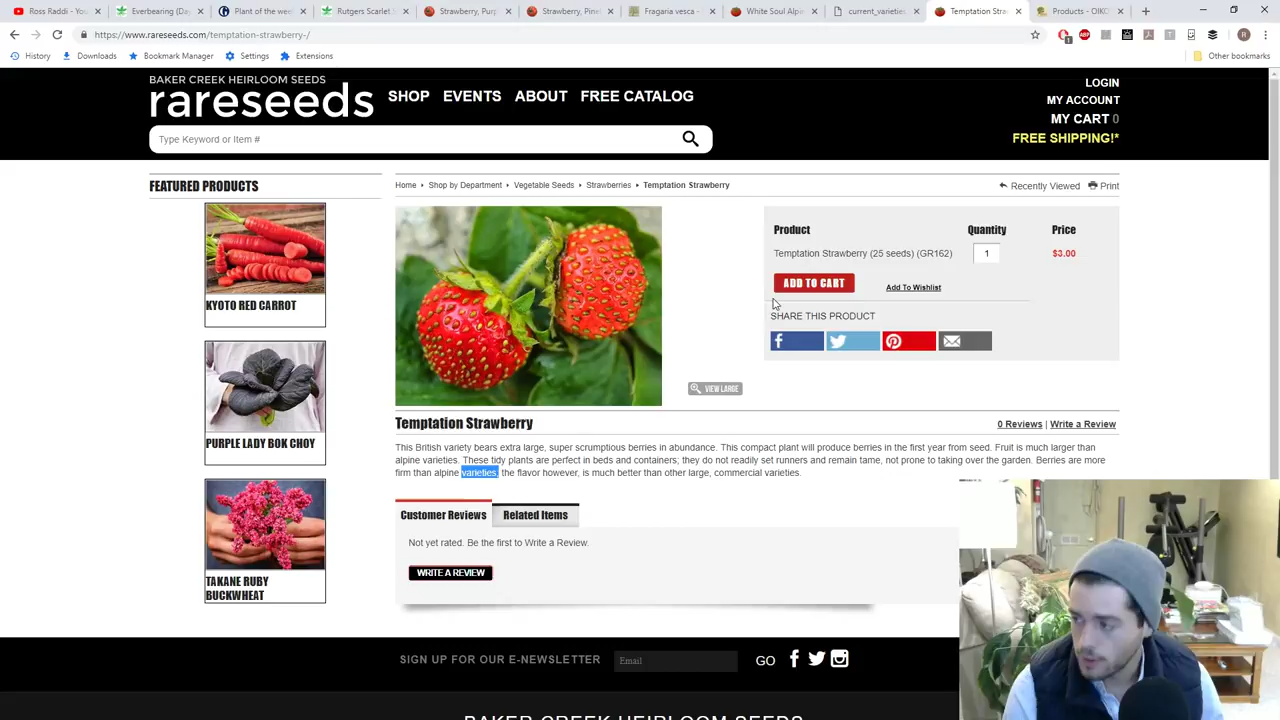 Ross Raddi - You
Everbearing (Day
Plant of the wee
Rutgers Scarlet S
Strawberry, Purp
Strawberry, Pine
Fragaria vesca -
White Soul Alpin
current_varieties
Temptation Stra
Products - OIKO
https://www.rareseeds.com/temptation-strawberry-/
History
Downloads
Bookmark Manager
Settings
Extensions
Other bookmarks
BAKER CREEK HEIRLOOM SEEDS
rareseeds
SHOP EVENTS ABOUT FREE CATALOG
LOGIN
MY ACCOUNT
MY CART 0
FREE SHIPPING!*
Type Keyword or Item #
FEATURED PRODUCTS
KYOTO RED CARROT
PURPLE LADY BOK CHOY
TAKANE RUBY
BUCKWHEAT
Home Shop by Department Vegetable Seeds Strawberries Temptation Strawberry
Recently Viewed Print
Product Quantity Price
Temptation Strawberry (25 seeds) (GR162) 1 $3.00
ADD TO CART Add To Wishlist
SHARE THIS PRODUCT
VIEW LARGE
Temptation Strawberry
0 Reviews | Write a Review
This British variety bears extra large, super scrumptious berries in abundance. This compact plant will produce berries in the first year from seed. Fruit is much larger than
alpine varieties. These tidy plants are perfect in beds and containers; they do not readily set runners and remain tame, not prone to taking over the garden. Berries are more
firm than alpine varieties, the flavor however, is much better than other large, commercial varieties.
Customer Reviews Related Items
Not yet rated. Be the first to Write a Review.
WRITE A REVIEW
SIGN UP FOR OUR E-NEWSLETTER Email GO
BAKER CREEK HEIRLOOM SEEDS